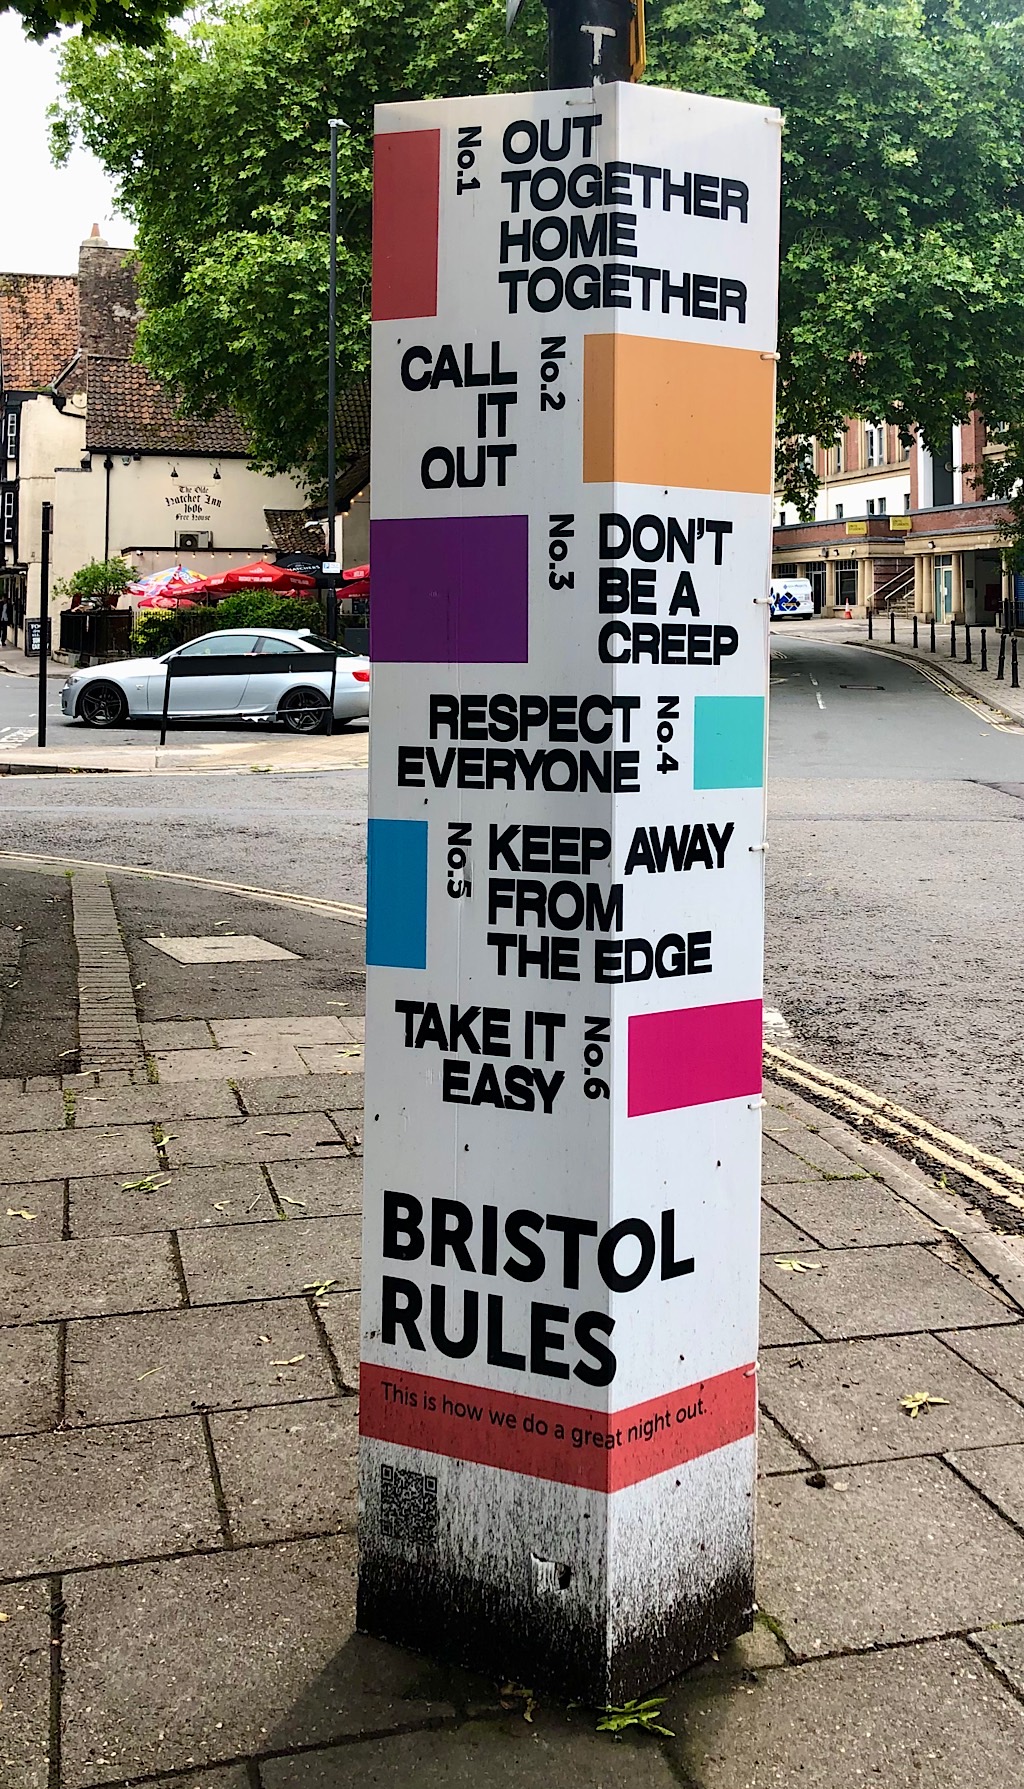 No.1
OUT
TOGETHER
HOME
TOGETHER
CALL
IT
OUT
No.2
No.3
DON'T
BE A
CREEP
RESPECT
EVERYONE
No.4
No.5
KEEP AWAY
FROM
THE EDGE
TAKE IT
EASY
No.6
BRISTOL
RULES
This is how we do a great night out.
The Olde
Hatchet Inn
1606
Free House